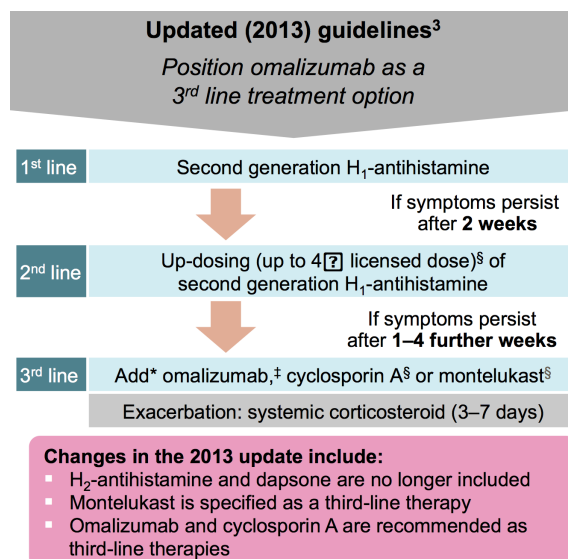 Updated (2013) guidelines³
Position omalizumab as a
3rd line treatment option
1st line
Second generation H₁-antihistamine
If symptoms persist
after 2 weeks
2nd line
Up-dosing (up to 4⍰ licensed dose)§ of
second generation H₁-antihistamine
If symptoms persist
after 1–4 further weeks
3rd line
Add* omalizumab,‡ cyclosporin A§ or montelukast§
Exacerbation: systemic corticosteroid (3–7 days)
Changes in the 2013 update include:
▪ H₂-antihistamine and dapsone are no longer included
▪ Montelukast is specified as a third-line therapy
▪ Omalizumab and cyclosporin A are recommended as
third-line therapies